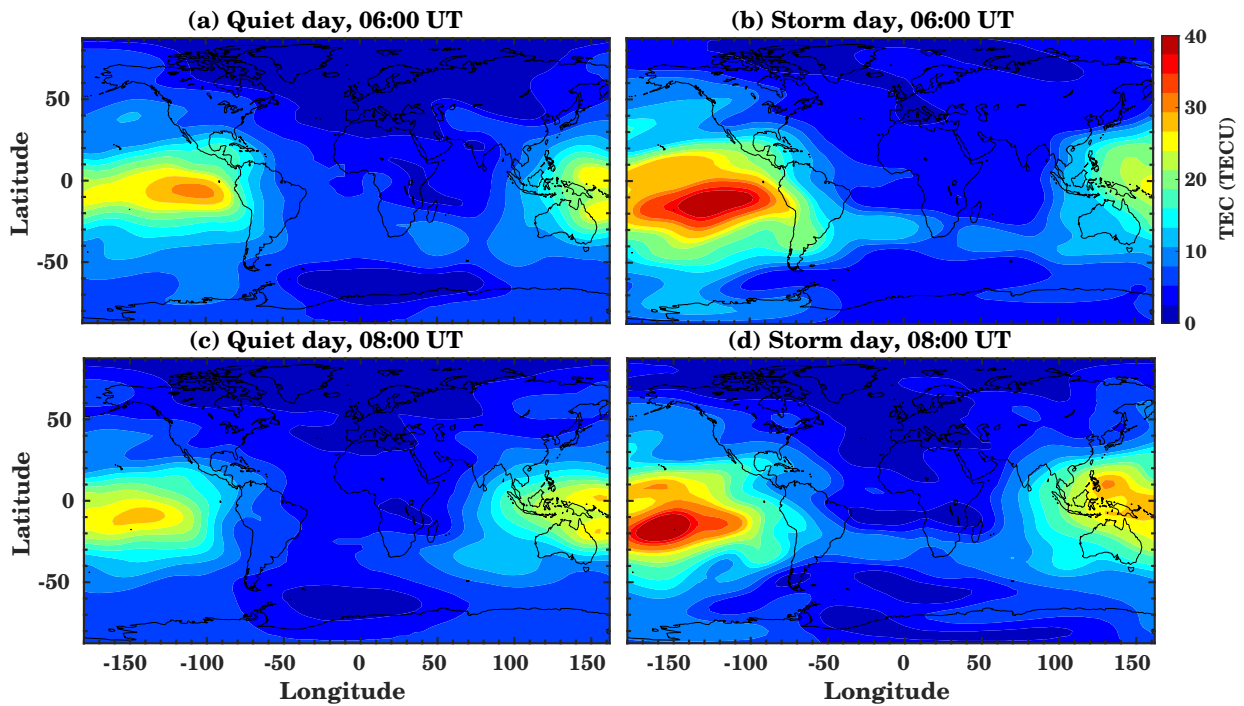 (a) Quiet day, 06:00 UT
(b) Storm day, 06:00 UT
50
0
-50
Latitude
40
30
20
10
0
TEC (TECU)
(c) Quiet day, 08:00 UT
(d) Storm day, 08:00 UT
50
0
-50
Latitude
-150 -100 -50 0 50 100 150
-150 -100 -50 0 50 100 150
Longitude
Longitude